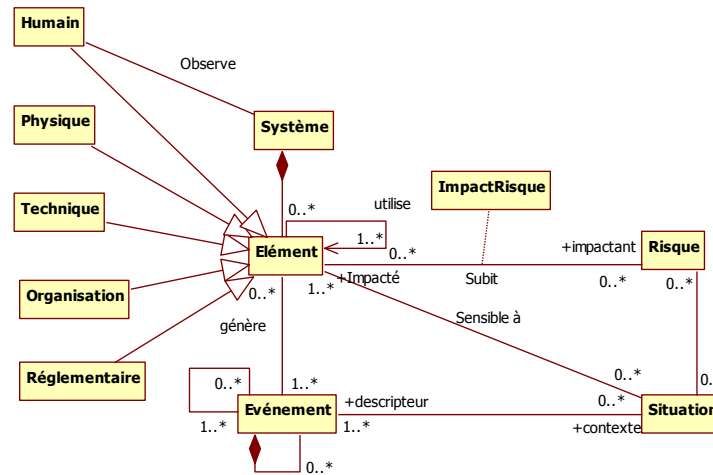 Humain
Observe
Physique
Système
Technique
utilise
ImpactRisque
0..*
1..*
Elément
0..*
+impactant
Risque
0..*
1..*
+Impacté
Subit
0..*
0..*
Organisation
génère
Sensible à
Réglementaire
0..*
0..*
0.
1..*
+descripteur
0..*
Evénement
Situation
1..*
1..*
+contexte
0..*